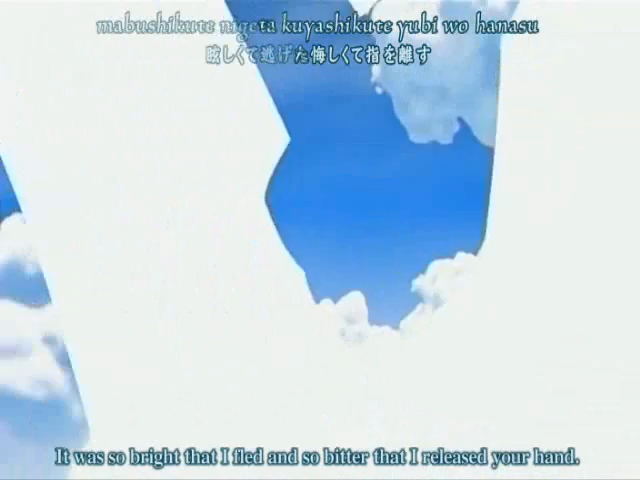 mabushikute nigeta kuyashikute yubi wo hanasu
眩しくて逃げた悔しくて指を離す
It was so bright that I fled and so bitter that I released your hand.